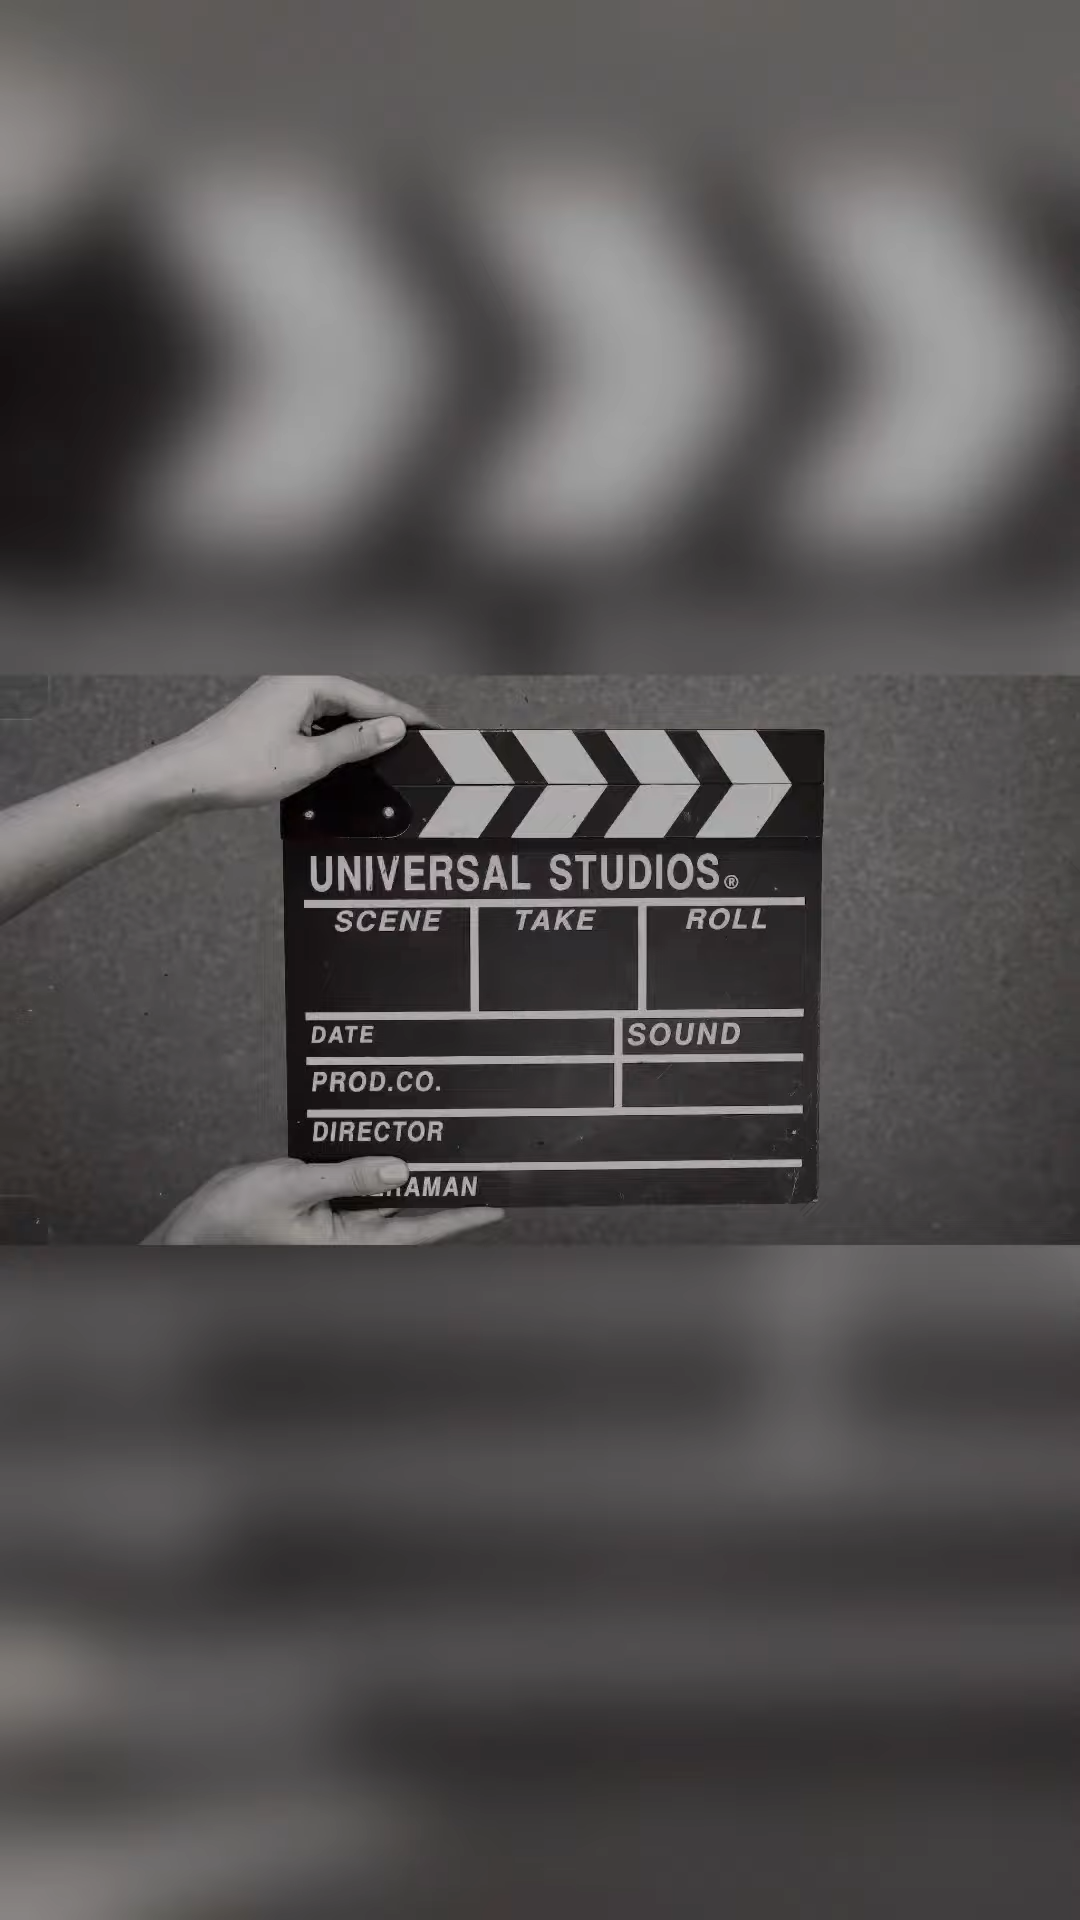 UNIVERSAL STUDIOS®
SCENE TAKE ROLL
DATE SOUND
PROD.CO.
DIRECTOR